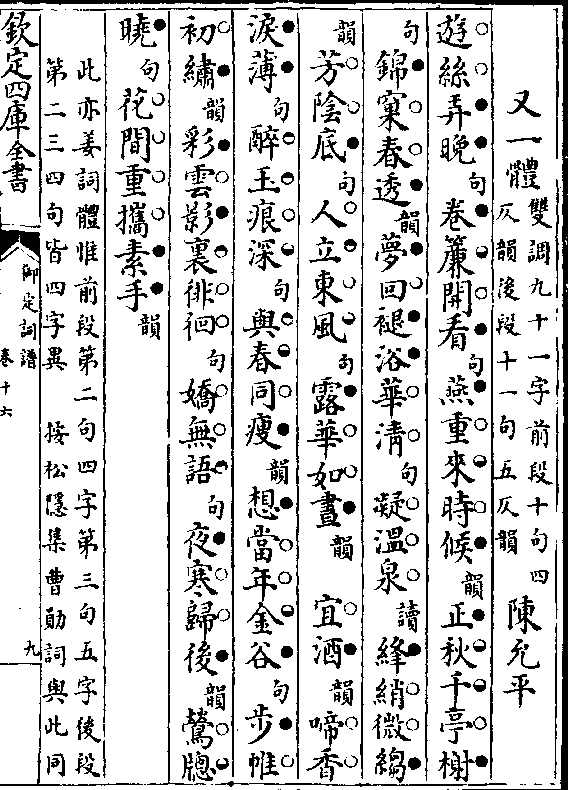 又一體
雙調九十一字前段十句四
仄韻後段十一句五仄韻
陳允平
遊絲弄晚句卷簾開看句燕重來時候韻正秋千亭榭
句錦窠春透韻夢回褪浴華清句凝溫泉讀絳綃微縐
韻芳陰底句人立東風句露華如晝韻 宜酒韻啼香
淚薄句醉玉痕深句與春同瘦韻想當年金谷句步帷
初繡韻彩雲影裏徘徊句嬌無語句夜寒歸後韻鶯牕
曉句花間重攜素手韻
此亦姜詞體惟前段第二句四字第三句五字後段
第二三四句皆四字異 按松隱集曹勛詞與此同
欽定四庫全書
御定詞譜
卷十六
九